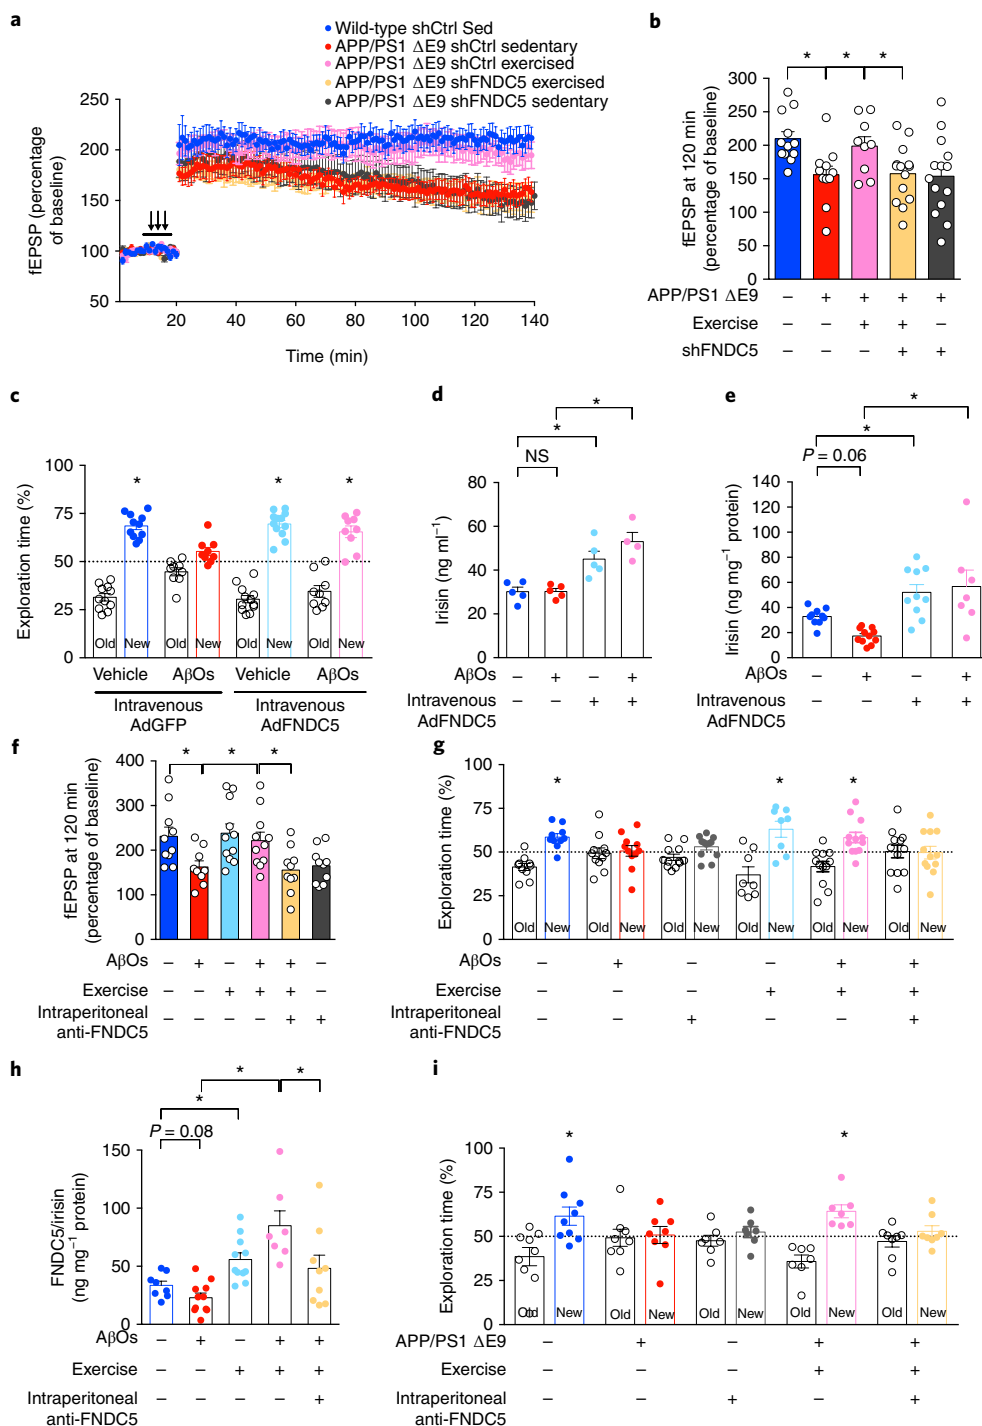 a
Wild-type shCtrl Sed
APP/PS1 ΔE9 shCtrl sedentary
APP/PS1 ΔE9 shCtrl exercised
APP/PS1 ΔE9 shFNDC5 exercised
APP/PS1 ΔE9 shFNDC5 sedentary
fEPSP (percentage
of baseline)
250
200
150
100
50
20 40 60 80 100 120 140
Time (min)
b
* * *
fEPSP at 120 min
(percentage of baseline)
300
250
200
150
100
50
0
APP/PS1 ΔE9 – + + + +
Exercise – – + + –
shFNDC5 – – – + +
c
Exploration time (%)
100
75
50
25
0
* * *
Old New Old New Old New Old New
Vehicle AβOs Vehicle AβOs
Intravenous
AdGFP
Intravenous
AdFNDC5
d
*
*
NS
Irisin (ng ml⁻¹)
80
60
40
20
0
AβOs – + – +
Intravenous
AdFNDC5 – – + +
e
*
*
P = 0.06
Irisin (ng mg⁻¹ protein)
140
120
100
80
60
40
20
0
AβOs – + – +
Intravenous
AdFNDC5 – – + +
f
* * *
fEPSP at 120 min
(percentage of baseline)
400
300
200
100
0
AβOs – + – + + –
Exercise – – + + + –
Intraperitoneal
anti-FNDC5 – – – – + +
g
Exploration time (%)
100
75
50
25
0
* * *
Old New Old New Old New Old New Old New Old New
AβOs – + – – + +
Exercise – – – + + +
Intraperitoneal
anti-FNDC5 – – + – – +
h
* *
*
P = 0.08
FNDC5/irisin
(ng mg⁻¹ protein)
150
100
50
0
AβOs – + – + +
Exercise – – + + +
Intraperitoneal
anti-FNDC5 – – – – +
i
Exploration time (%)
100
75
50
25
0
* *
Old New Old New Old New Old New Old New
APP/PS1 ΔE9 – + – + +
Exercise – – – + +
Intraperitoneal
anti-FNDC5 – – + – +